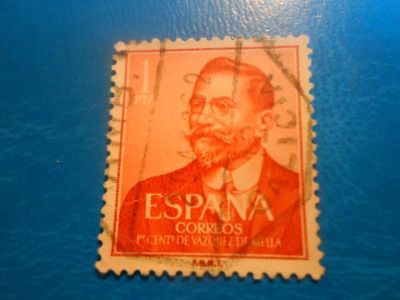 1
PTA
ESPAÑA
CORREOS
1er CENTº DE VAZQUEZ DE MELLA
F.N.M.T.